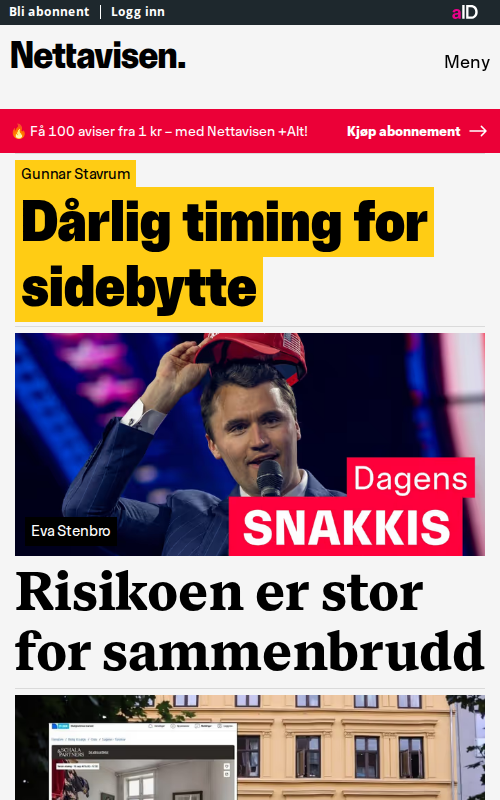 Bli abonnent
Logg inn
aID
Nettavisen.
Meny
🔥 Få 100 aviser fra 1 kr – med Nettavisen +Alt!
Kjøp abonnement →
Gunnar Stavrum
Dårlig timing for
sidebytte
Dagens
SNAKKIS
Eva Stenbro
Risikoen er stor
for sammenbrudd
PARTNERS